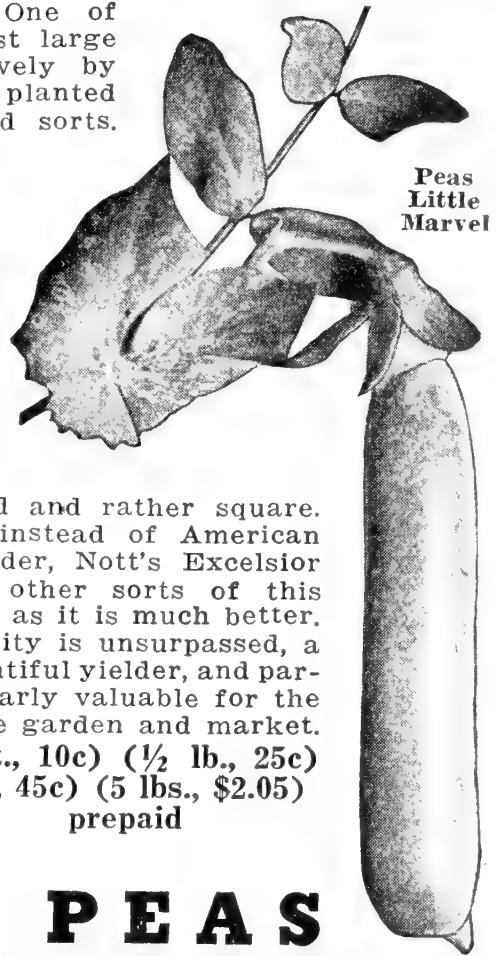 One of
st large
vely by
planted
d sorts.
Peas
Little
Marvel
d and rather square.
instead of American
der, Nott's Excelsior
other sorts of this
as it is much better.
ity is unsurpassed, a
ntiful yielder, and par-
arly valuable for the
e garden and market.
., 10c) (½ lb., 25c)
, 45c) (5 lbs., $2.05)
prepaid
PEAS